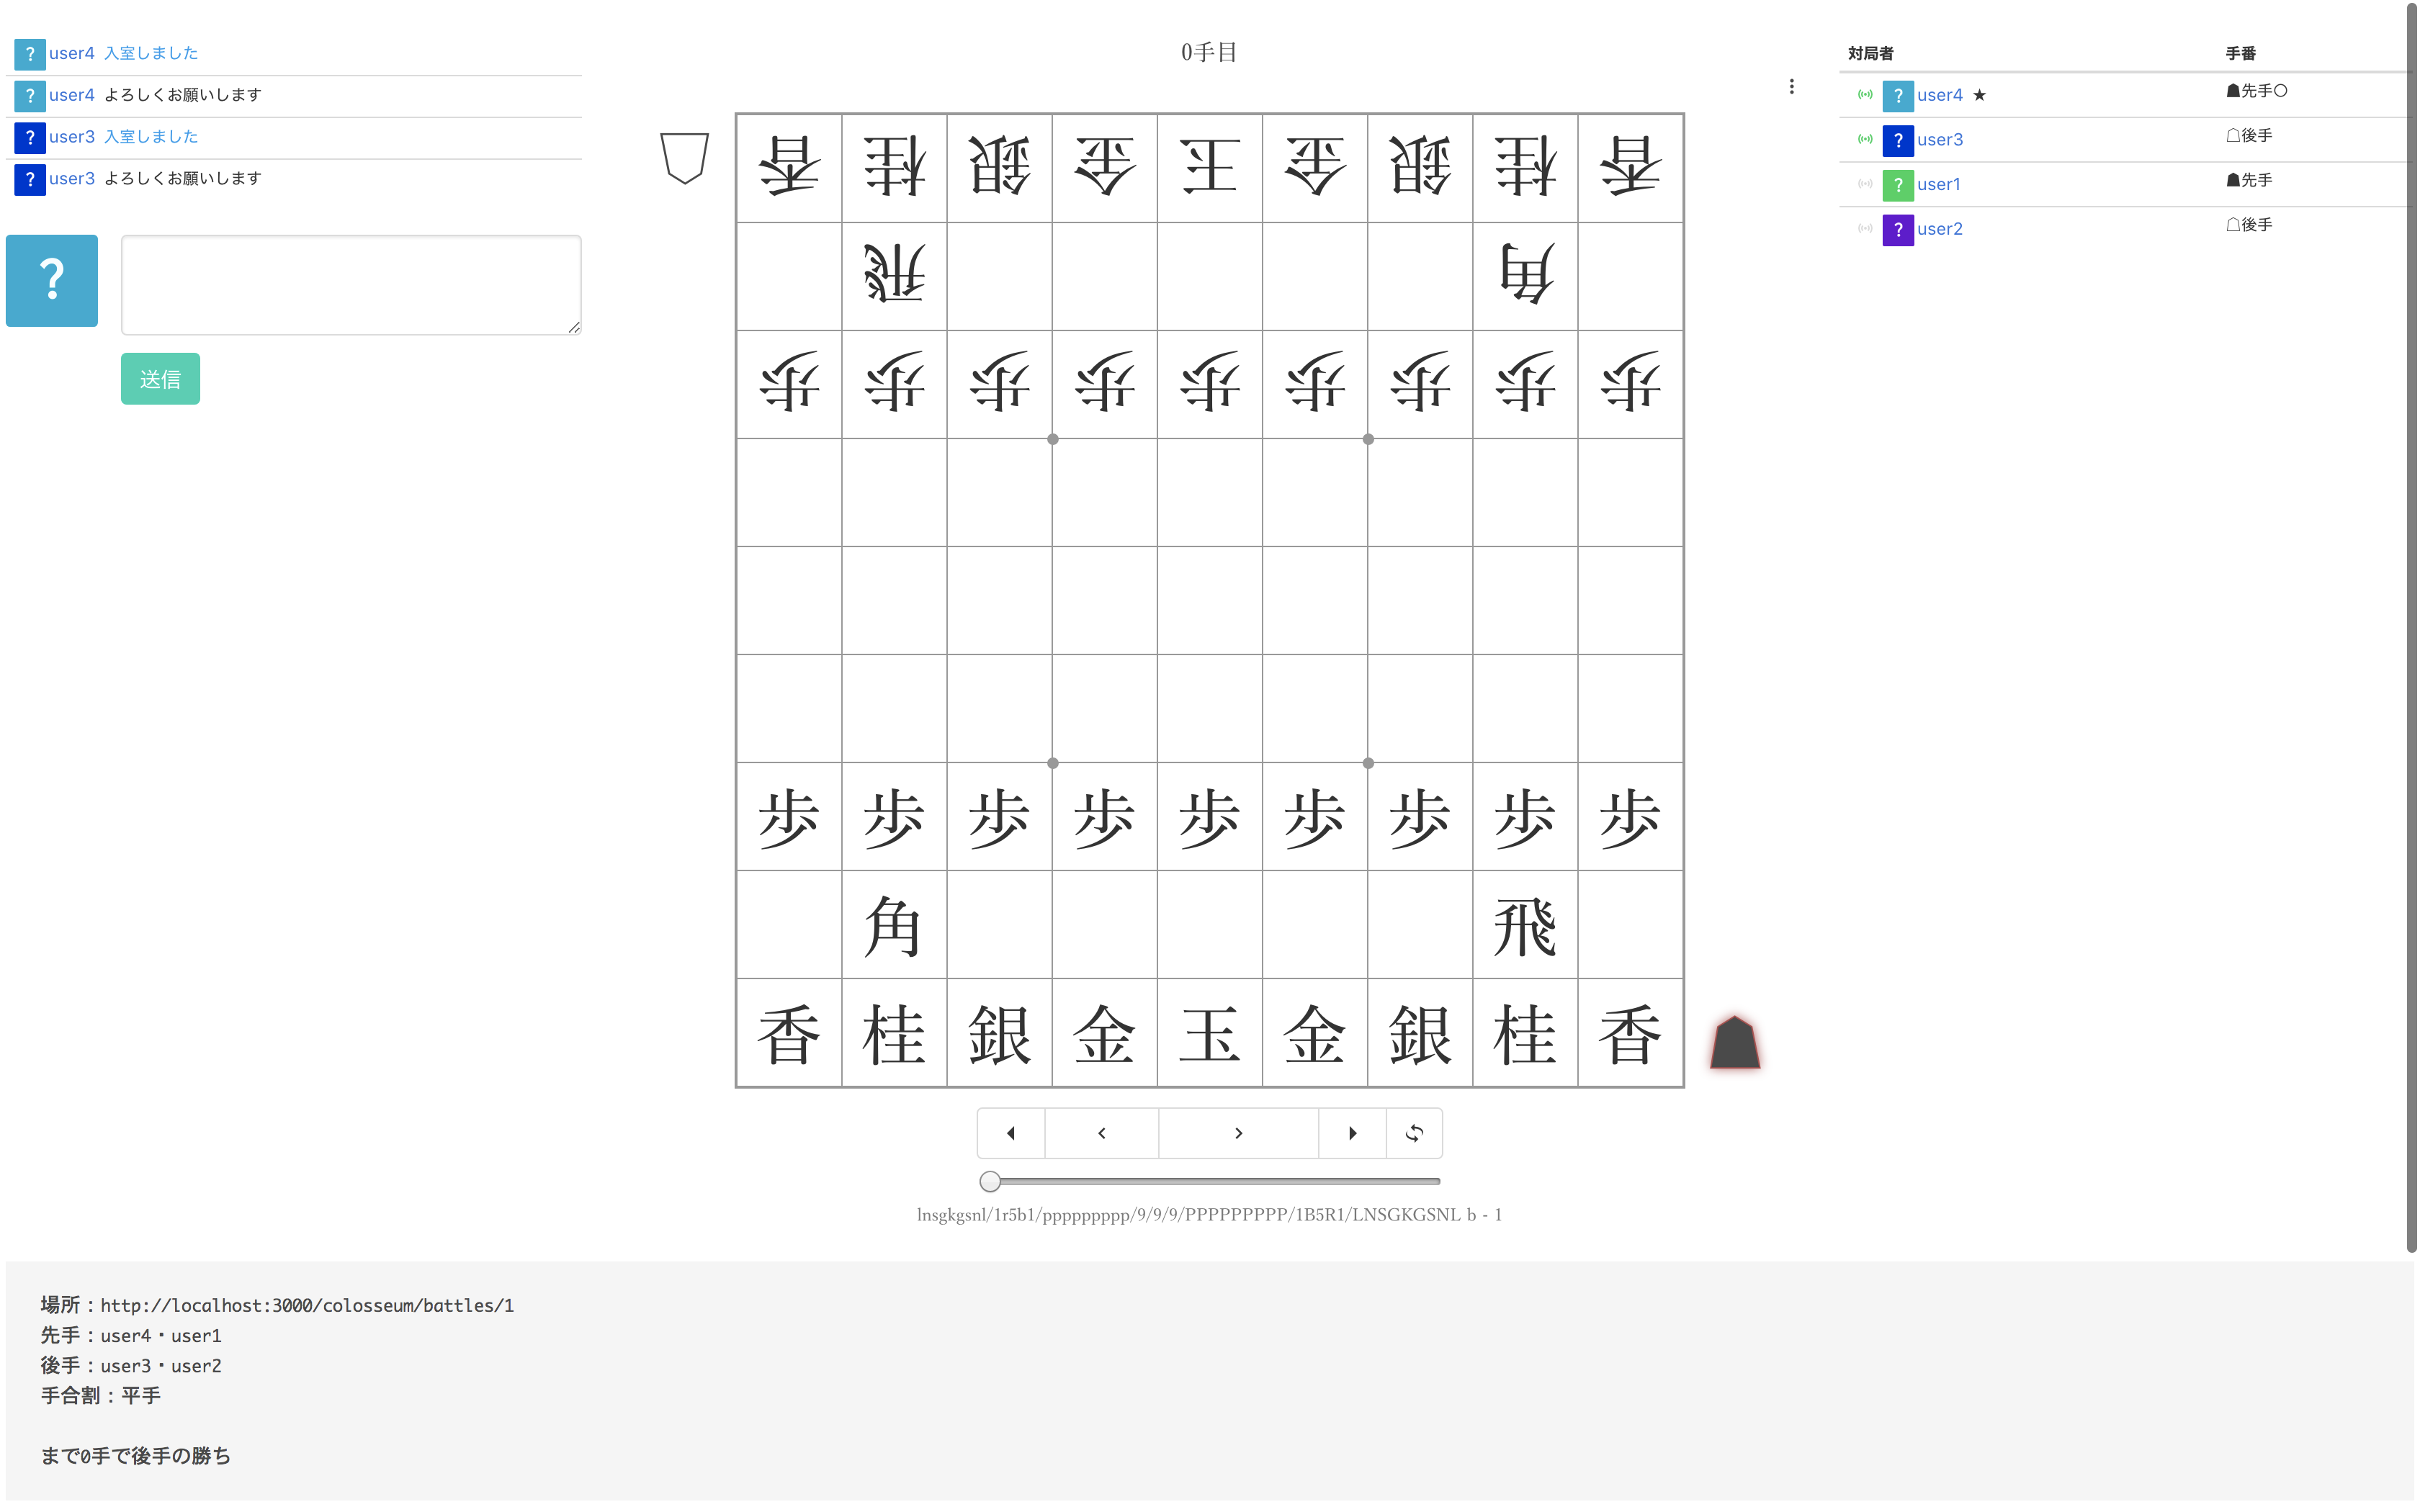 ? user4 入室しました
? user4 よろしくお願いします
? user3 入室しました
? user3 よろしくお願いします
?
送信
0手目
香桂銀金王金銀桂香
飛角
歩歩歩歩歩歩歩歩歩
歩歩歩歩歩歩歩歩歩
角飛
香桂銀金玉金銀桂香
lnsgkgsnl/1r5b1/ppppppppp/9/9/9/PPPPPPPPP/1B5R1/LNSGKGSNL b - 1
対局者 手番
? user4 ★ ☗先手○
? user3 ☖後手
? user1 ☗先手
? user2 ☖後手
場所：http://localhost:3000/colosseum/battles/1
先手：user4・user1
後手：user3・user2
手合割：平手
まで0手で後手の勝ち